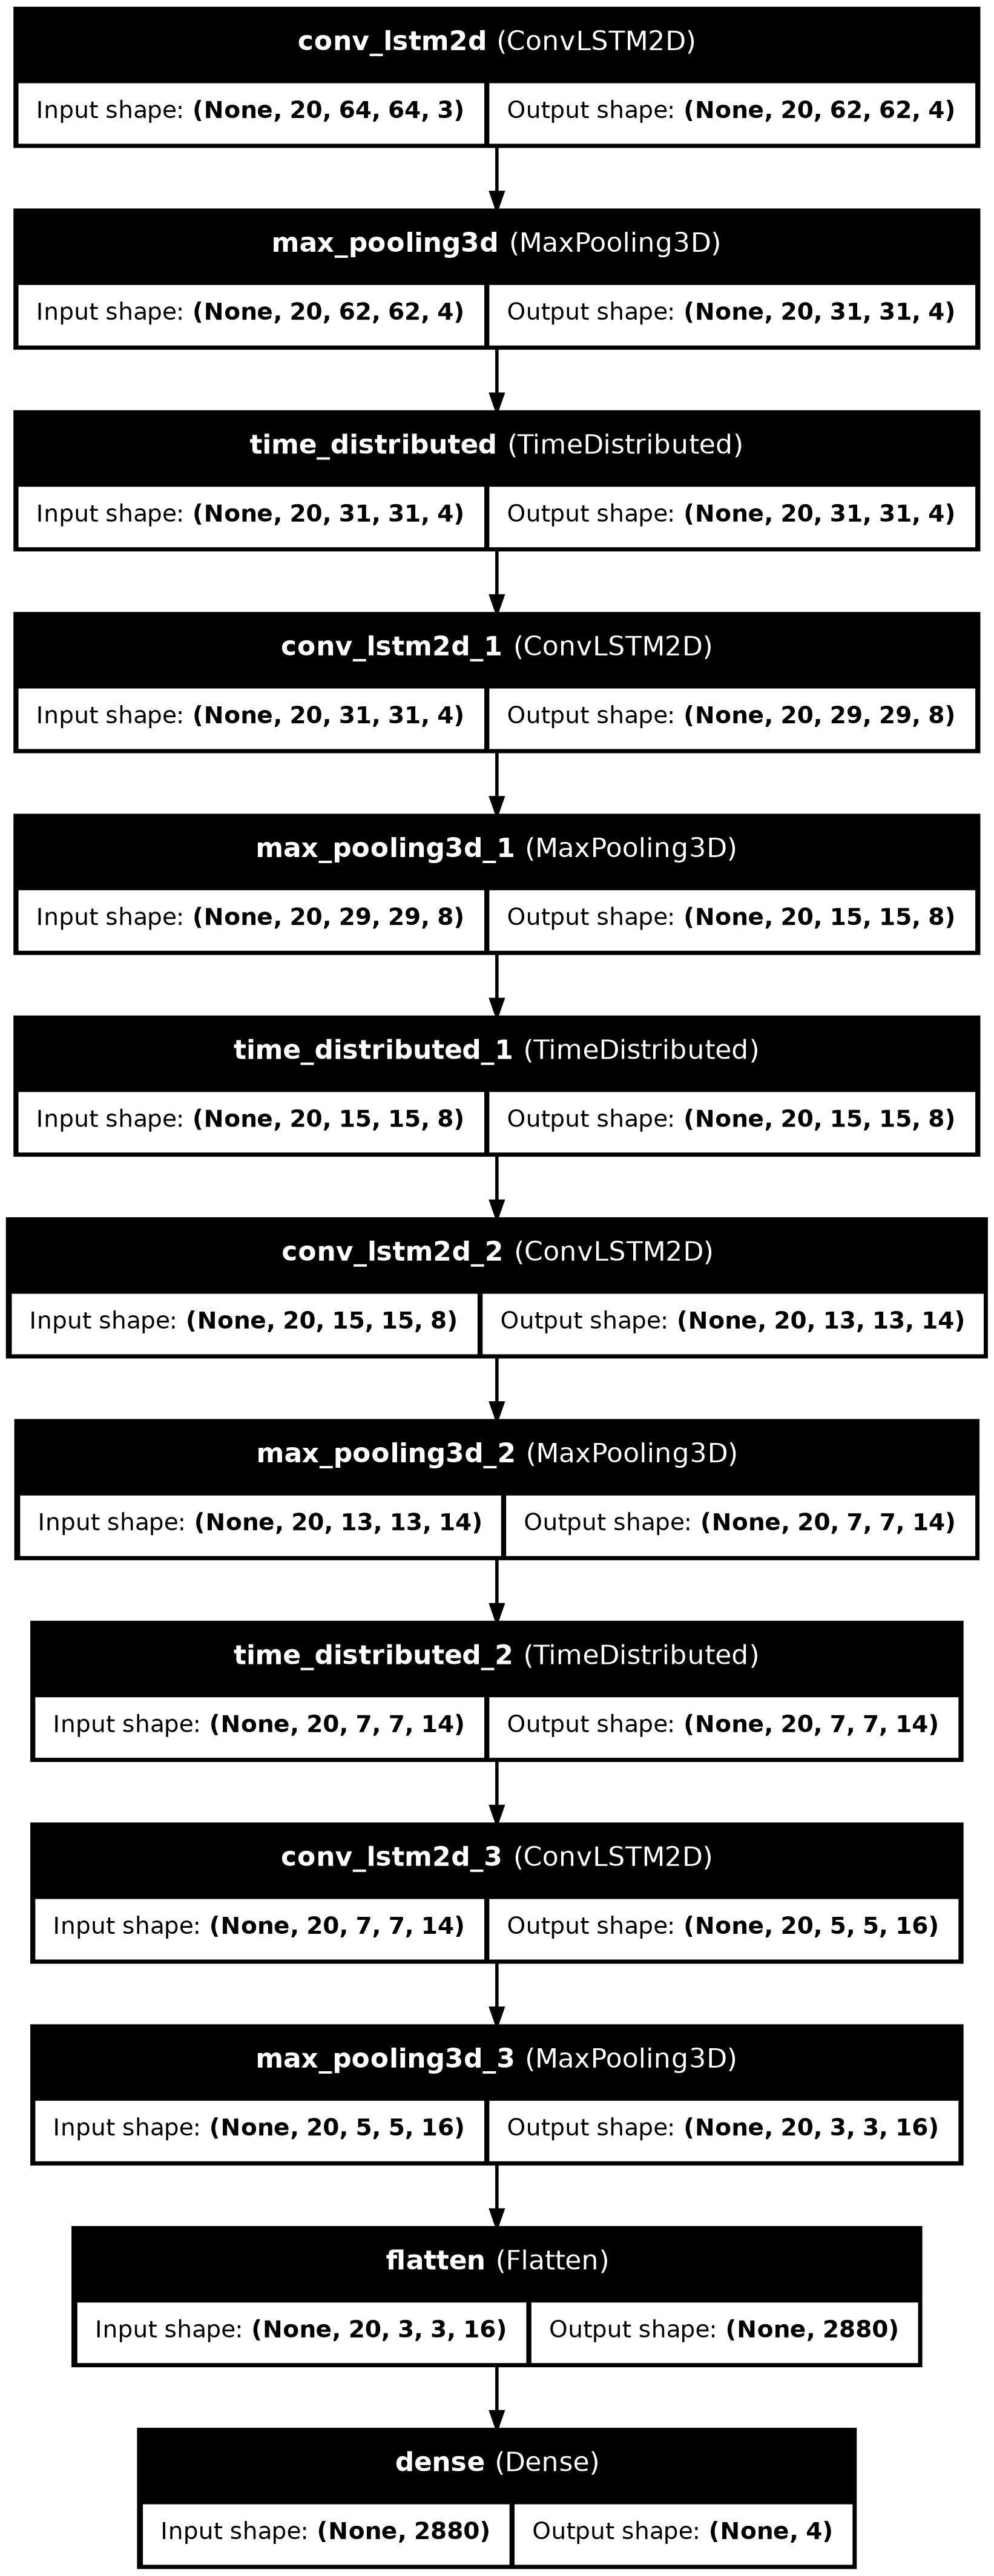 conv_lstm2d (ConvLSTM2D)
Input shape: (None, 20, 64, 64, 3) Output shape: (None, 20, 62, 62, 4)
max_pooling3d (MaxPooling3D)
Input shape: (None, 20, 62, 62, 4) Output shape: (None, 20, 31, 31, 4)
time_distributed (TimeDistributed)
Input shape: (None, 20, 31, 31, 4) Output shape: (None, 20, 31, 31, 4)
conv_lstm2d_1 (ConvLSTM2D)
Input shape: (None, 20, 31, 31, 4) Output shape: (None, 20, 29, 29, 8)
max_pooling3d_1 (MaxPooling3D)
Input shape: (None, 20, 29, 29, 8) Output shape: (None, 20, 15, 15, 8)
time_distributed_1 (TimeDistributed)
Input shape: (None, 20, 15, 15, 8) Output shape: (None, 20, 15, 15, 8)
conv_lstm2d_2 (ConvLSTM2D)
Input shape: (None, 20, 15, 15, 8) Output shape: (None, 20, 13, 13, 14)
max_pooling3d_2 (MaxPooling3D)
Input shape: (None, 20, 13, 13, 14) Output shape: (None, 20, 7, 7, 14)
time_distributed_2 (TimeDistributed)
Input shape: (None, 20, 7, 7, 14) Output shape: (None, 20, 7, 7, 14)
conv_lstm2d_3 (ConvLSTM2D)
Input shape: (None, 20, 7, 7, 14) Output shape: (None, 20, 5, 5, 16)
max_pooling3d_3 (MaxPooling3D)
Input shape: (None, 20, 5, 5, 16) Output shape: (None, 20, 3, 3, 16)
flatten (Flatten)
Input shape: (None, 20, 3, 3, 16) Output shape: (None, 2880)
dense (Dense)
Input shape: (None, 2880) Output shape: (None, 4)